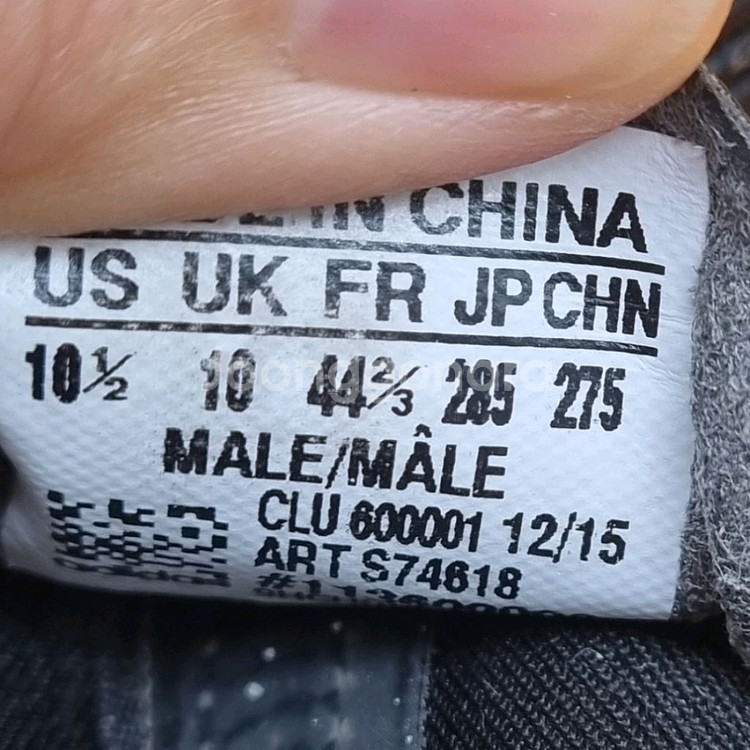 IN CHINA
US UK FR JP CHN
10½ 10 44⅔ 285 275
MALE/MÂLE
CLU 600001 12/15
ART S74618